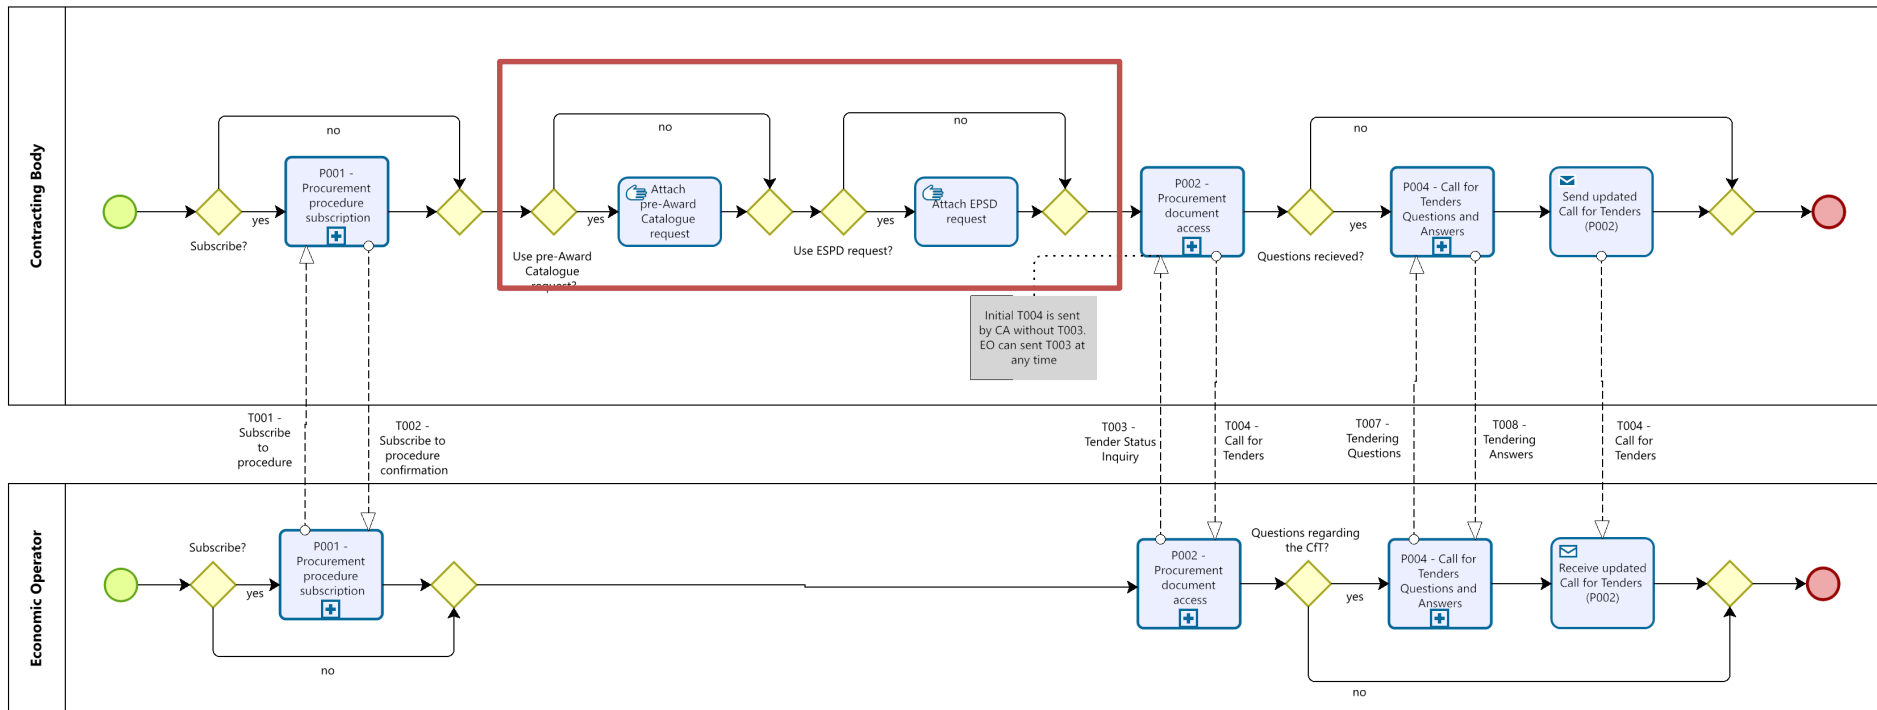 Contracting Body
no
P001 -
Procurement
procedure
subscription
yes
Subscribe?
no
Attach
pre-Award
Catalogue
request
yes
Use pre-Award
Catalogue
request?
no
Attach EPSD
request
yes
Use ESPD request?
P002 -
Procurement
document
access
Initial T004 is sent
by CA without T003.
EO can sent T003 at
any time
no
yes
Questions recieved?
P004 - Call for
Tenders
Questions and
Answers
Send updated
Call for Tenders
(P002)
T001 -
Subscribe
to
procedure
T002 -
Subscribe to
procedure
confirmation
T003 -
Tender Status
Inquiry
T004 -
Call for
Tenders
T007 -
Tendering
Questions
T008 -
Tendering
Answers
T004 -
Call for
Tenders
Economic Operator
Subscribe?
yes
P001 -
Procurement
procedure
subscription
no
P002 -
Procurement
document
access
Questions regarding
the CfT?
yes
P004 - Call for
Tenders
Questions and
Answers
Receive updated
Call for Tenders
(P002)
no